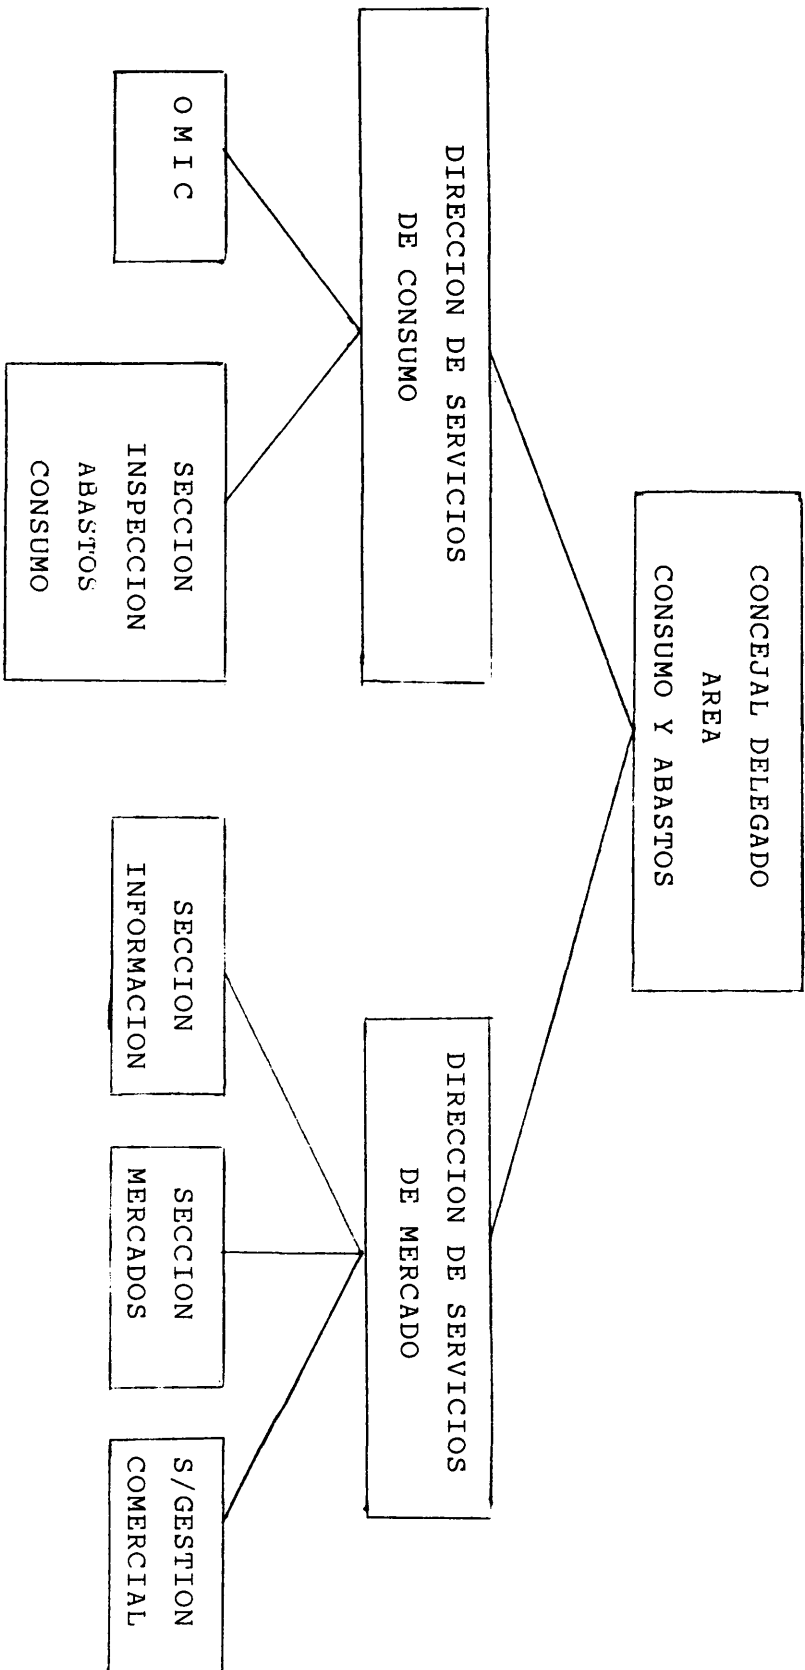 CONCEJAL DELEGADO
AREA
CONSUMO Y ABASTOS
DIRECCION DE SERVICIOS
DE CONSUMO
DIRECCION DE SERVICIOS
DE MERCADO
O M I C
SECCION
INSPECCION
ABASTOS
CONSUMO
SECCION
INFORMACION
SECCION
MERCADOS
S/GESTION
COMERCIAL